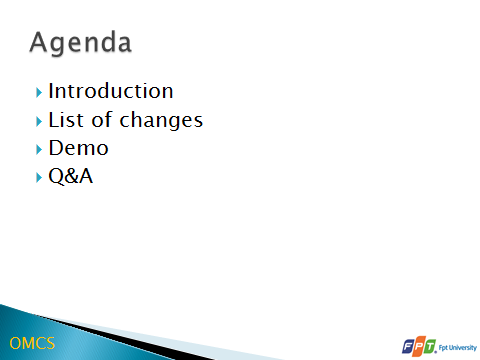 Agenda
Introduction
List of changes
Demo
Q&A
OMCS
FPT Fpt University